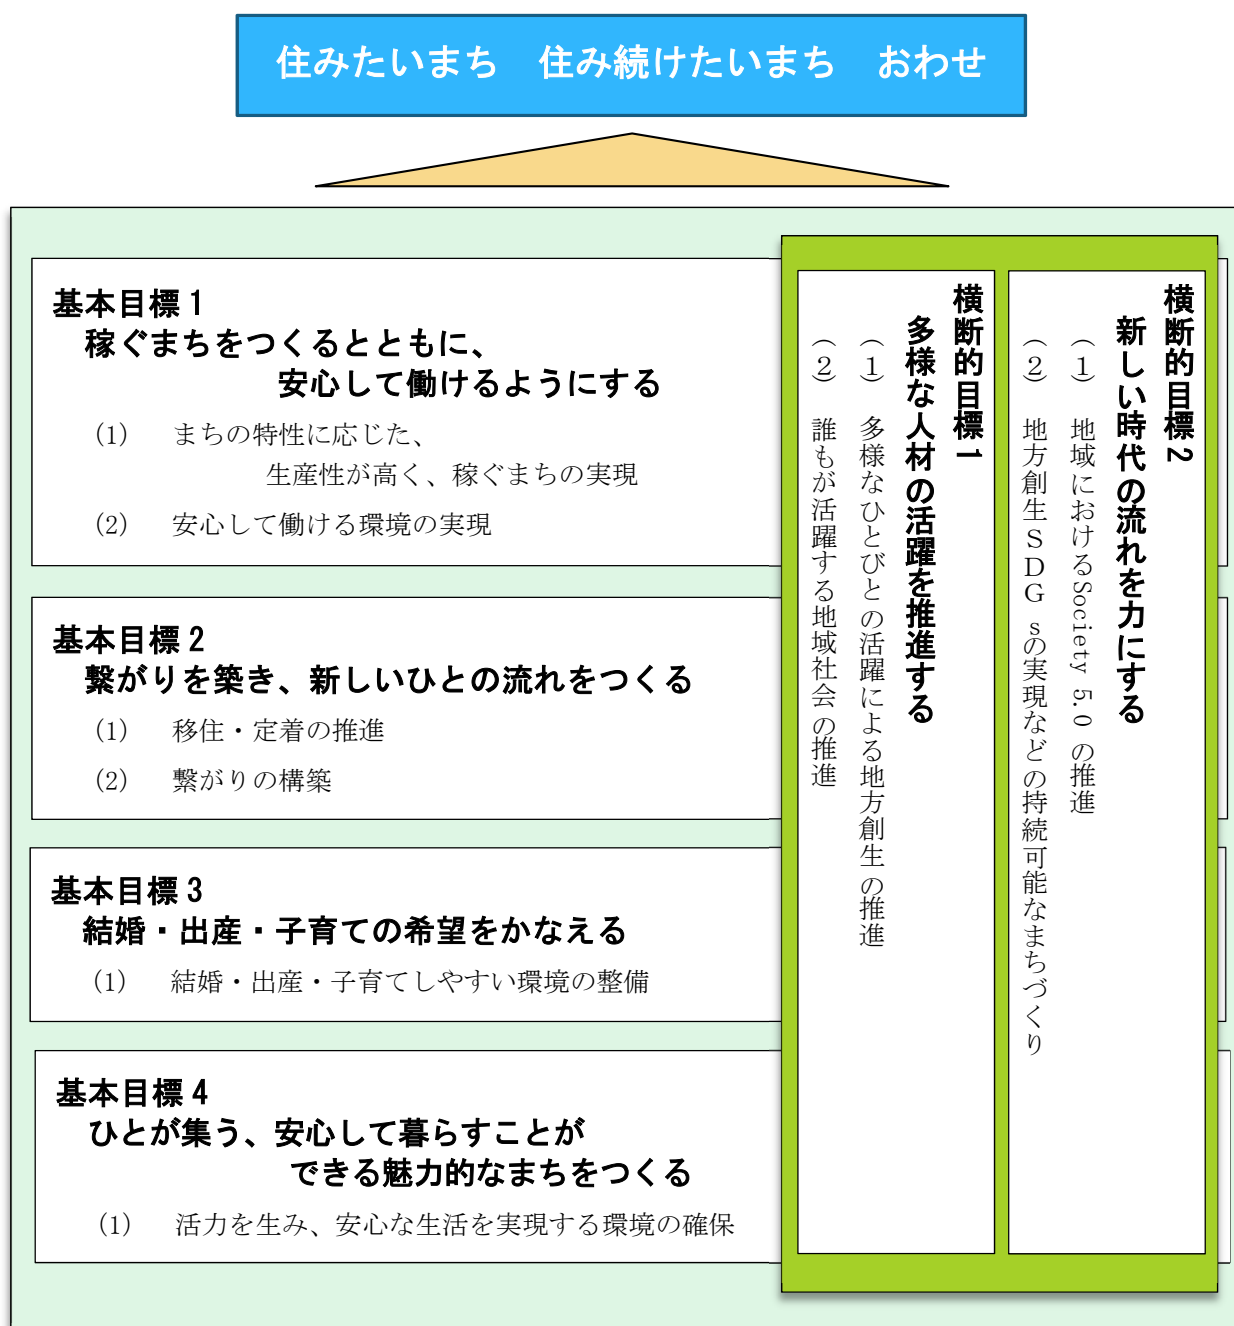 住みたいまち　住み続けたいまち　おわせ
基本目標1
稼ぐまちをつくるとともに、
安心して働けるようにする
(1)　まちの特性に応じた、
生産性が高く、稼ぐまちの実現
(2)　安心して働ける環境の実現
基本目標2
繋がりを築き、新しいひとの流れをつくる
(1)　移住・定着の推進
(2)　繋がりの構築
基本目標3
結婚・出産・子育ての希望をかなえる
(1)　結婚・出産・子育てしやすい環境の整備
基本目標4
ひとが集う、安心して暮らすことが
できる魅力的なまちをつくる
(1)　活力を生み、安心な生活を実現する環境の確保
横断的目標2
新しい時代の流れを力にする
(1)　地域におけるSociety 5.0 の推進
(2)　地方創生SDGsの実現などの持続可能なまちづくり
横断的目標1
多様な人材の活躍を推進する
(1)　多様なひとびとの活躍による地方創生の推進
(2)　誰もが活躍する地域社会の推進